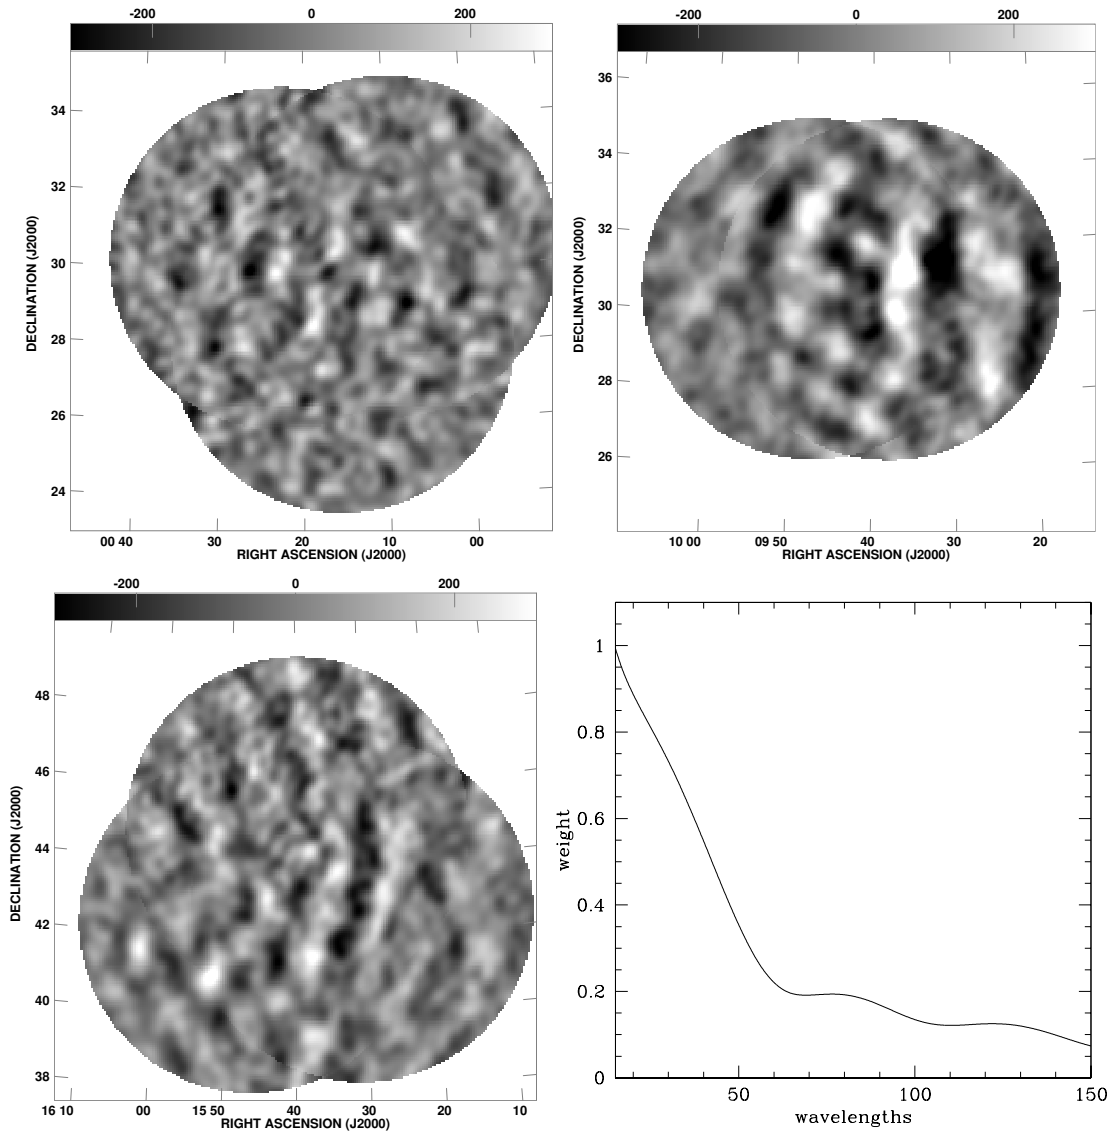 -200 0 200
34
32
30
28
26
24
DECLINATION (J2000)
00 40 30 20 10 00
RIGHT ASCENSION (J2000)
-200 0 200
36
34
32
30
28
26
DECLINATION (J2000)
10 00 09 50 40 30 20
RIGHT ASCENSION (J2000)
-200 0 200
48
46
44
42
40
38
DECLINATION (J2000)
16 10 00 15 50 40 30 20 10
RIGHT ASCENSION (J2000)
1
0.8
0.6
0.4
0.2
0
weight
50 100 150
wavelengths